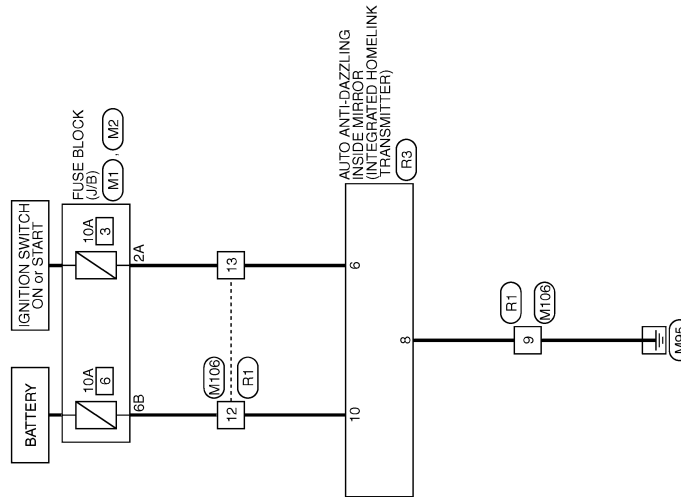 IGNITION SWITCH
ON or START
BATTERY
FUSE BLOCK
(J/B)
M1 , M2
10A
3
10A
6
2A
6B
13
M106
12
R1
AUTO ANTI-DAZZLING
INSIDE MIRROR
(INTEGRATED HOMELINK
TRANSMITTER)
R3
6
10
8
R1
9
M106
M95